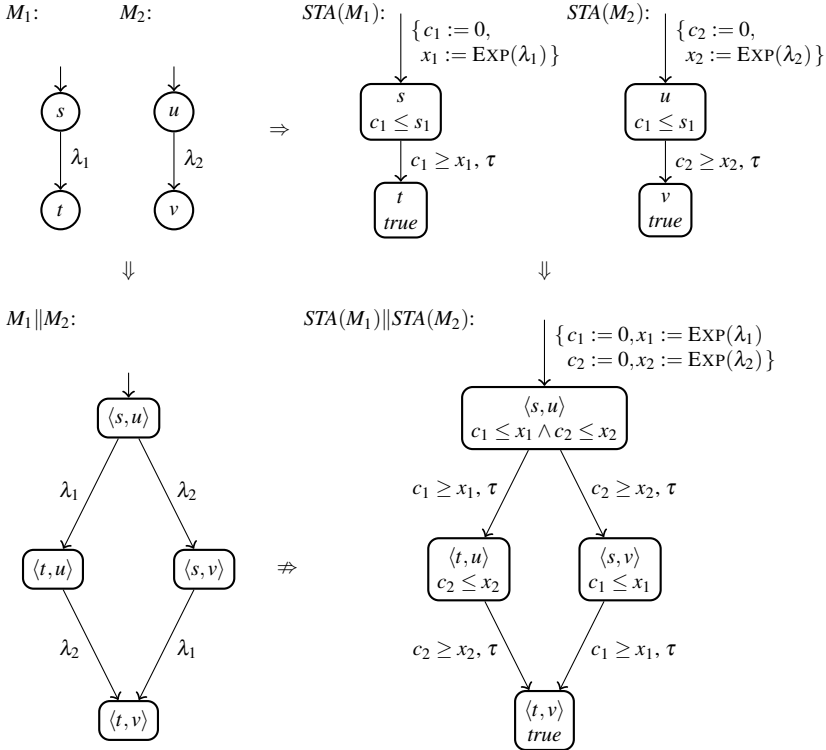 M₁: M₂: STA(M₁): STA(M₂):
{ c₁ := 0,
x₁ := EXP(λ₁) }
{ c₂ := 0,
x₂ := EXP(λ₂) }
s u ⇒ s
c₁ ≤ s₁
u
c₁ ≤ s₁
λ₁ λ₂ c₁ ≥ x₁, τ c₂ ≥ x₂, τ
t v t
true
v
true
⇓ ⇓
M₁∥M₂: STA(M₁)∥STA(M₂):
{ c₁ := 0, x₁ := EXP(λ₁)
c₂ := 0, x₂ := EXP(λ₂) }
⟨s,u⟩ ⟨s,u⟩
c₁ ≤ x₁ ∧ c₂ ≤ x₂
λ₁ λ₂ c₁ ≥ x₁, τ c₂ ≥ x₂, τ
⟨t,u⟩ ⟨s,v⟩ ⇏ ⟨t,u⟩
c₂ ≤ x₂
⟨s,v⟩
c₁ ≤ x₁
λ₂ λ₁ c₂ ≥ x₂, τ c₁ ≥ x₁, τ
⟨t,v⟩ ⟨t,v⟩
true